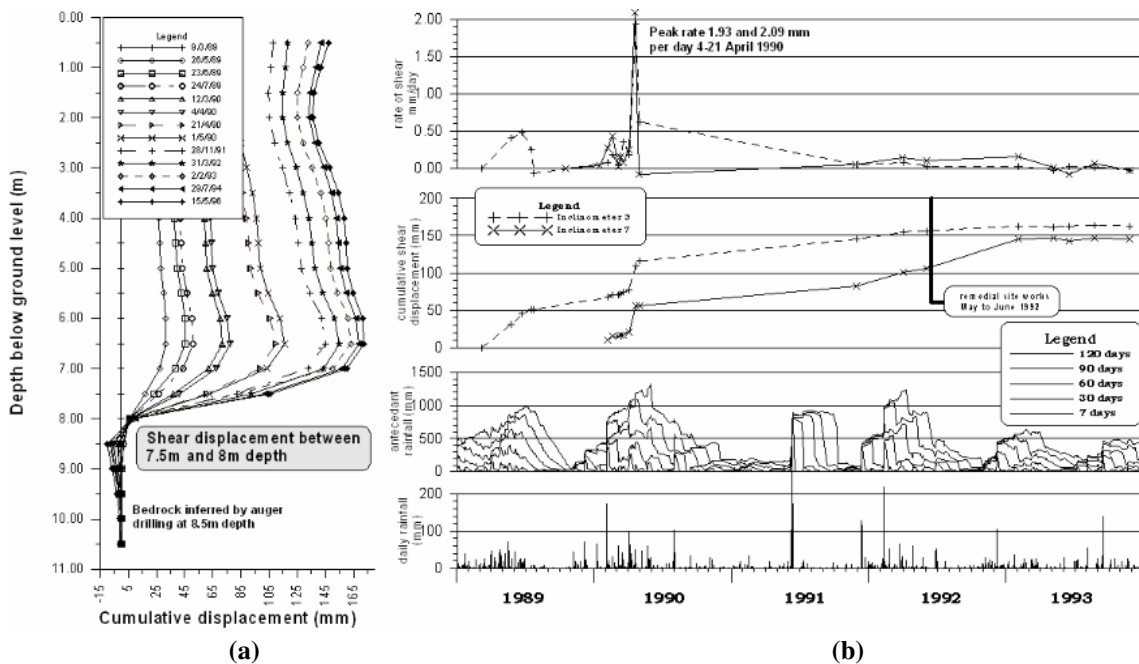 0.00
1.00
2.00
3.00
4.00
5.00
6.00
7.00
8.00
9.00
10.00
11.00
Depth below ground level (m)
Legend
26/5/89
23/6/89
24/7/89
12/3/90
4/4/90
21/4/90
1/5/90
28/11/91
31/3/92
2/2/93
15/5/96
Shear displacement between
7.5m and 8m depth
Bedrock inferred by auger
drilling at 8.5m depth
-15 5 25 45 65 85 105 125 145 165
Cumulative displacement (mm)
(a)
rate of shear
mm/day
2.00
1.50
1.00
0.50
0.00
Peak rate 1.93 and 2.09 mm
per day 4-21 April 1990
cumulative shear
displacement (mm)
200
150
100
50
0
Legend
Inclinometer 3
Inclinometer 7
remedial site works
May to June 1992
Legend
120 days
90 days
60 days
30 days
7 days
antecedant
rainfall (mm)
1500
1000
500
0
daily rainfall
(mm)
200
100
0
1989 1990 1991 1992 1993
(b)